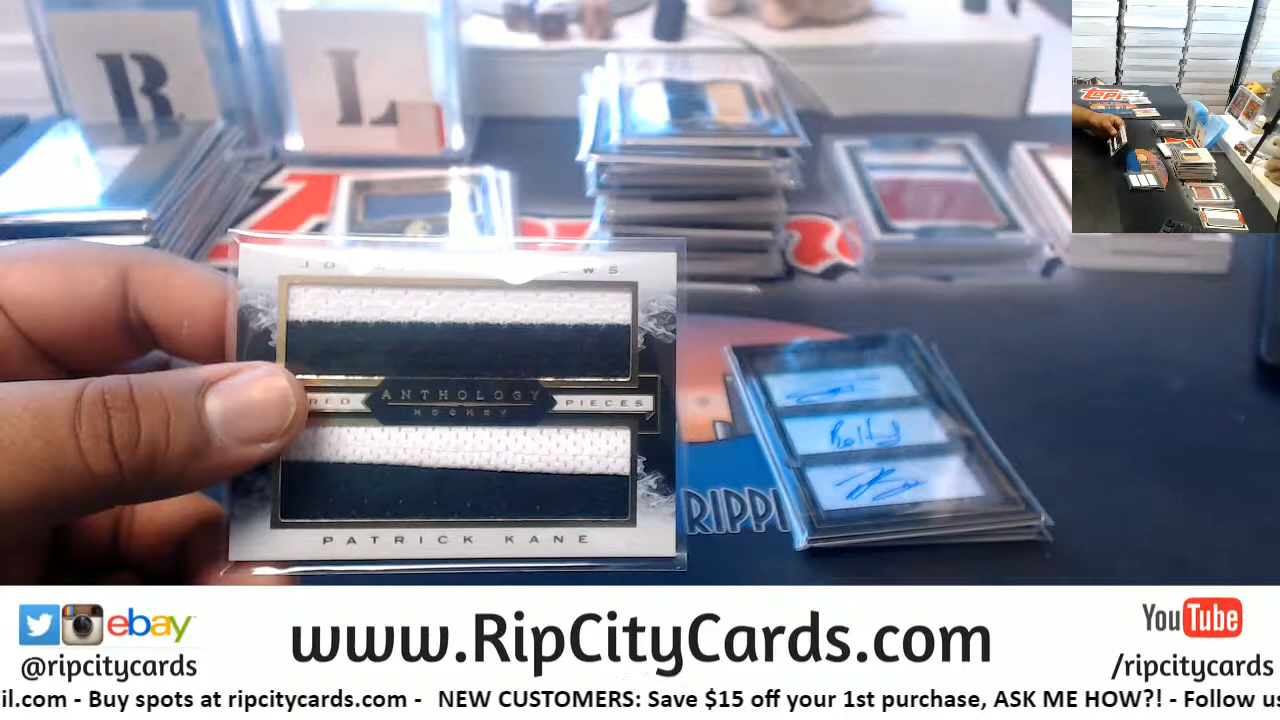 R L
PATRICK KANE
ANTHOLOGY
HOCKEY
PIECES
RIPPI
ebay
@ripcitycards
www.RipCityCards.com
YouTube
/ripcitycards
il.com - Buy spots at ripcitycards.com - NEW CUSTOMERS: Save $15 off your 1st purchase, ASK ME HOW?! - Follow us